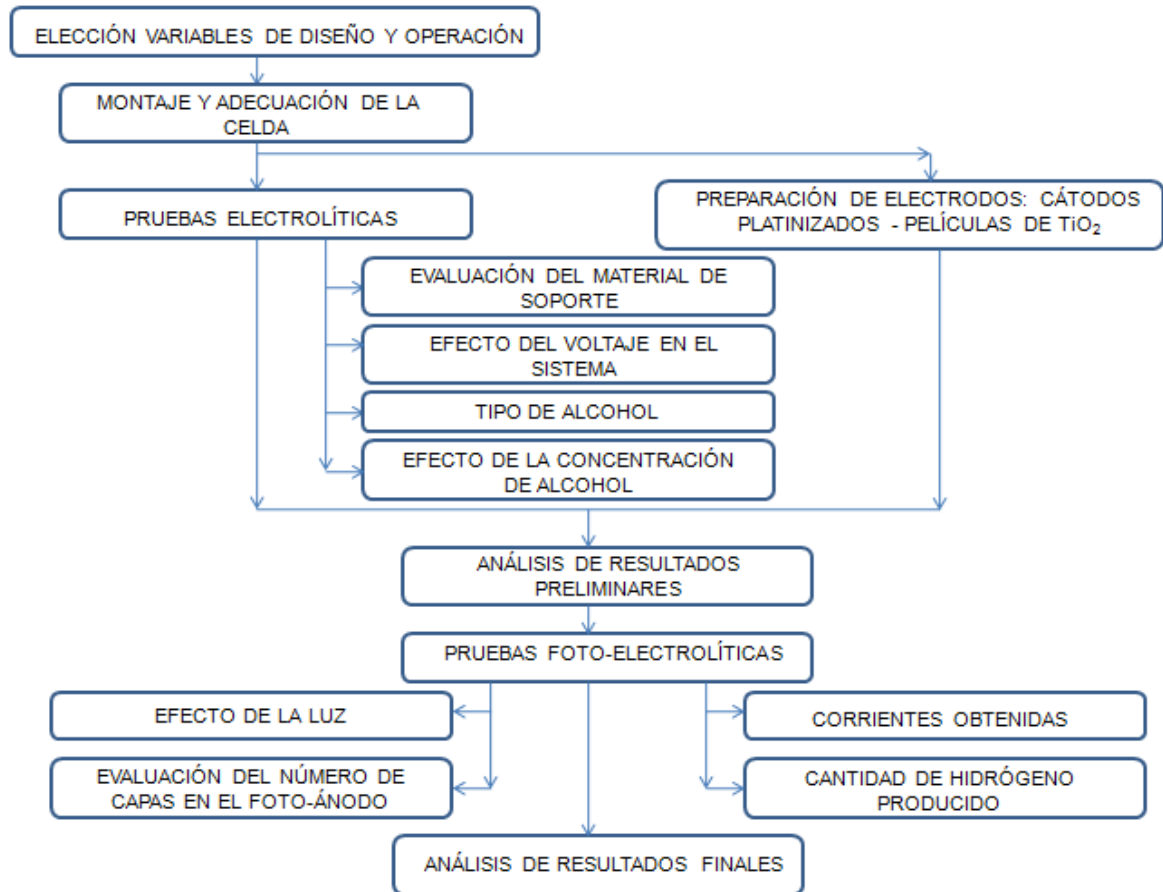 ELECCIÓN VARIABLES DE DISEÑO Y OPERACIÓN
MONTAJE Y ADECUACIÓN DE LA
CELDA
PRUEBAS ELECTROLÍTICAS
PREPARACIÓN DE ELECTRODOS: CÁTODOS
PLATINIZADOS - PELÍCULAS DE TiO₂
EVALUACIÓN DEL MATERIAL DE
SOPORTE
EFECTO DEL VOLTAJE EN EL
SISTEMA
TIPO DE ALCOHOL
EFECTO DE LA CONCENTRACIÓN
DE ALCOHOL
ANÁLISIS DE RESULTADOS
PRELIMINARES
PRUEBAS FOTO-ELECTROLÍTICAS
EFECTO DE LA LUZ
EVALUACIÓN DEL NÚMERO DE
CAPAS EN EL FOTO-ÁNODO
CORRIENTES OBTENIDAS
CANTIDAD DE HIDRÓGENO
PRODUCIDO
ANÁLISIS DE RESULTADOS FINALES